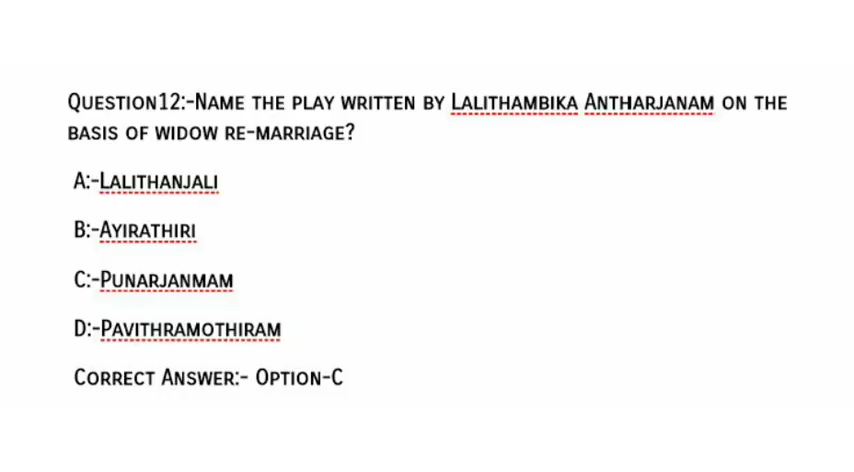 Question12:-Name the play written by Lalithambika Antharjanam on the
basis of widow re-marriage?
A:-Lalithanjali
B:-Ayirathiri
C:-Punarjanmam
D:-Pavithramothiram
Correct Answer:- Option-C